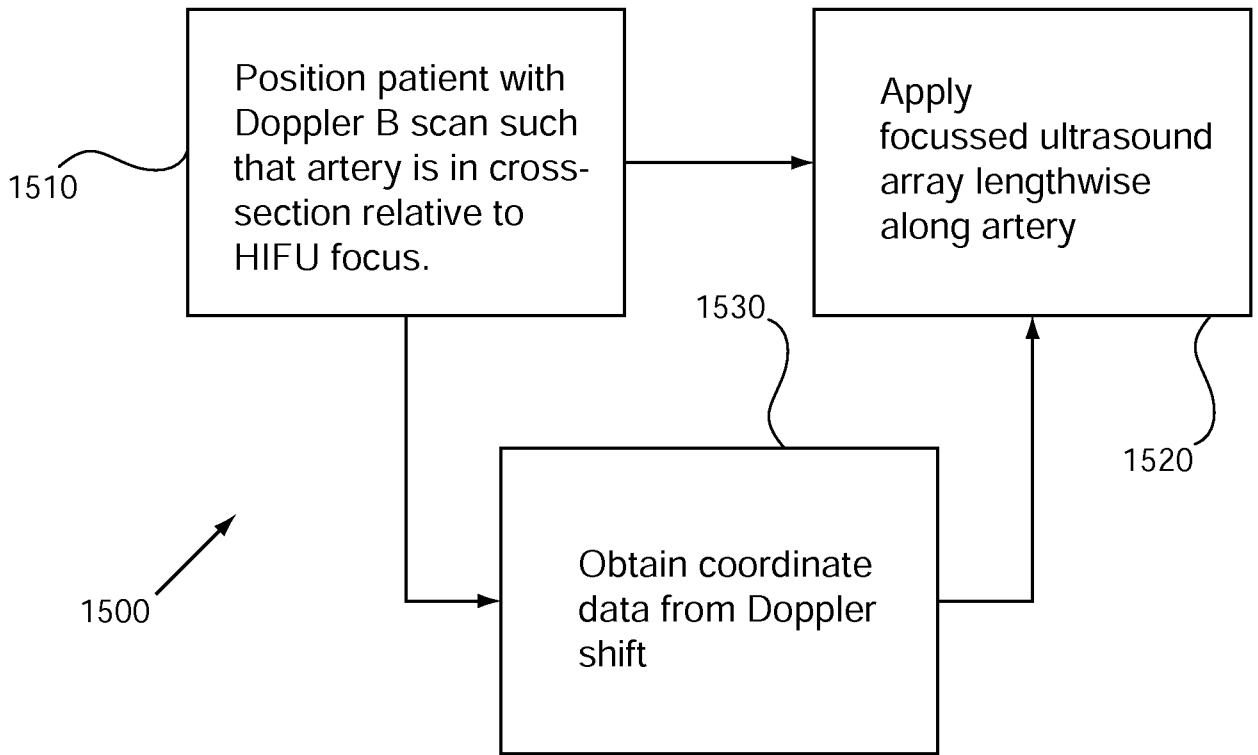 Position patient with
Doppler B scan such
that artery is in cross-
section relative to
HIFU focus.
1510
Apply
focussed ultrasound
array lengthwise
along artery
1530
1520
Obtain coordinate
data from Doppler
shift
1500